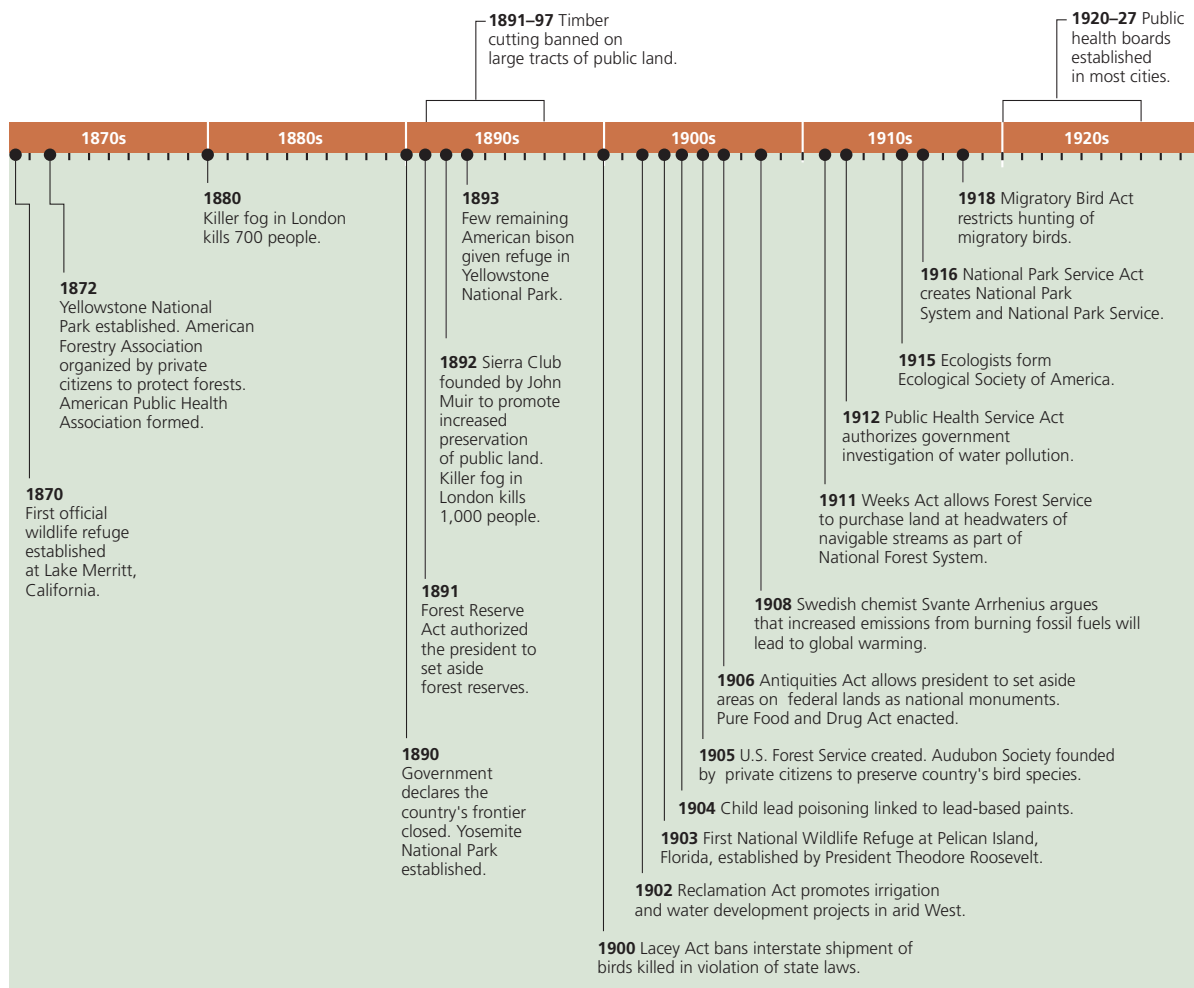 1891–97 Timber
cutting banned on
large tracts of public land.
1920–27 Public
health boards
established
in most cities.
1870s
1880s
1890s
1900s
1910s
1920s
1870
First official
wildlife refuge
established
at Lake Merritt,
California.
1872
Yellowstone National
Park established. American
Forestry Association
organized by private
citizens to protect forests.
American Public Health
Association formed.
1880
Killer fog in London
kills 700 people.
1890
Government
declares the
country's frontier
closed. Yosemite
National Park
established.
1891
Forest Reserve
Act authorized
the president to
set aside
forest reserves.
1892 Sierra Club
founded by John
Muir to promote
increased
preservation
of public land.
Killer fog in
London kills
1,000 people.
1893
Few remaining
American bison
given refuge in
Yellowstone
National Park.
1900 Lacey Act bans interstate shipment of
birds killed in violation of state laws.
1902 Reclamation Act promotes irrigation
and water development projects in arid West.
1903 First National Wildlife Refuge at Pelican Island,
Florida, established by President Theodore Roosevelt.
1904 Child lead poisoning linked to lead-based paints.
1905 U.S. Forest Service created. Audubon Society founded
by private citizens to preserve country's bird species.
1906 Antiquities Act allows president to set aside
areas on federal lands as national monuments.
Pure Food and Drug Act enacted.
1908 Swedish chemist Svante Arrhenius argues
that increased emissions from burning fossil fuels will
lead to global warming.
1911 Weeks Act allows Forest Service
to purchase land at headwaters of
navigable streams as part of
National Forest System.
1912 Public Health Service Act
authorizes government
investigation of water pollution.
1915 Ecologists form
Ecological Society of America.
1916 National Park Service Act
creates National Park
System and National Park Service.
1918 Migratory Bird Act
restricts hunting of
migratory birds.